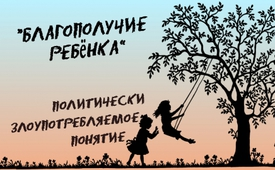 "БЛАГОПОЛУЧИЕ
РЕБЁНКА"
ПОЛИТИЧЕСКИ
ЗЛОУПОТРЕБЛЯЕМОЕ
ПОНЯТИЕ